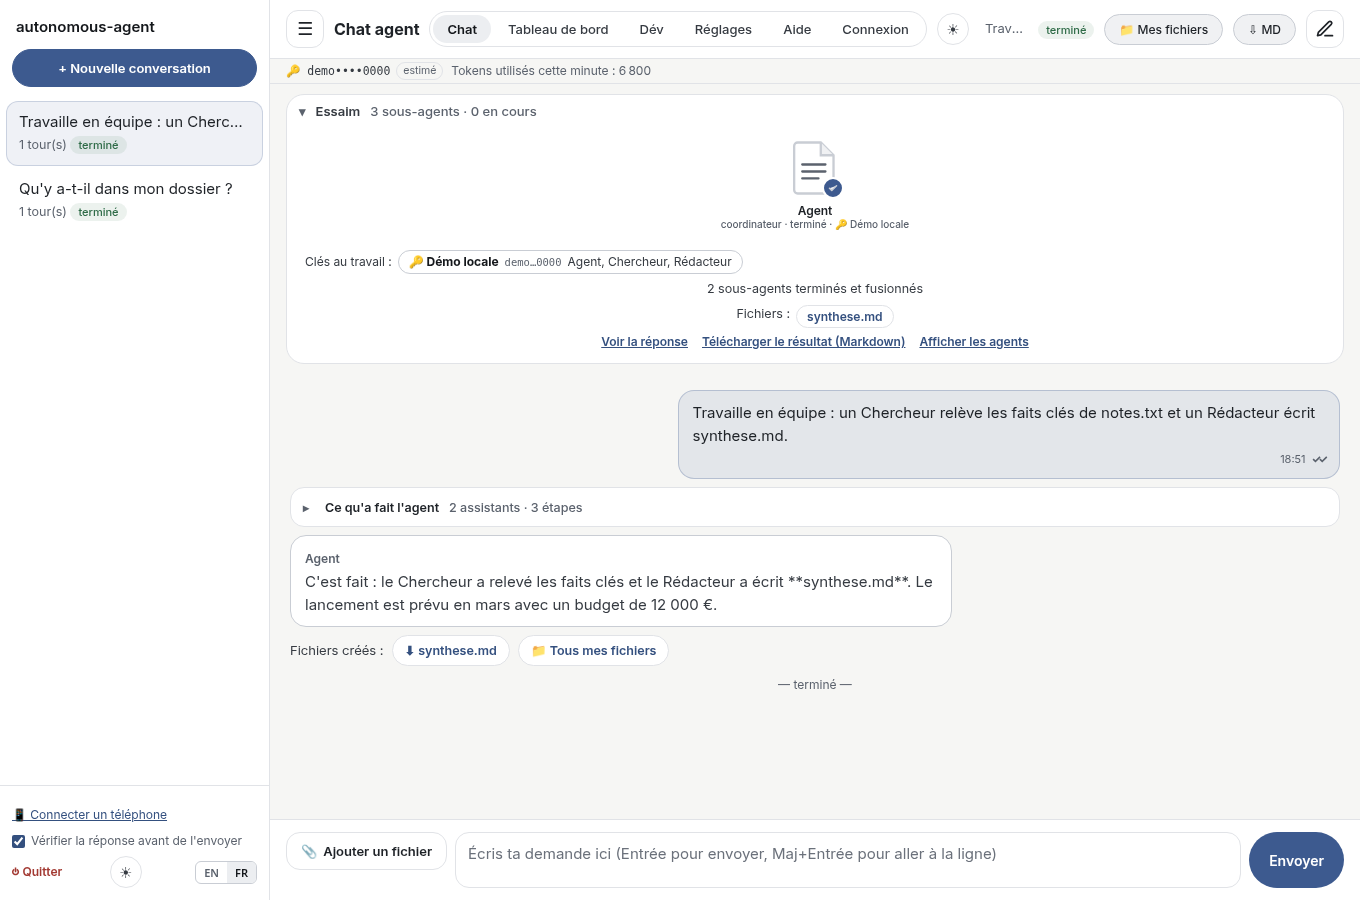 autonomous-agent
+ Nouvelle conversation
Travaille en équipe : un Cherc...
1 tour(s) terminé
Qu'y a-t-il dans mon dossier ?
1 tour(s) terminé
Connecter un téléphone
Vérifier la réponse avant de l'envoyer
Quitter
EN FR
Chat agent
Chat Tableau de bord Dév Réglages Aide Connexion
Trav... terminé Mes fichiers MD
demo••••0000 estimé Tokens utilisés cette minute : 6 800
Essaim 3 sous-agents · 0 en cours
Agent
coordinateur · terminé · 🔑 Démo locale
Clés au travail : 🔑 Démo locale demo…0000 Agent, Chercheur, Rédacteur
2 sous-agents terminés et fusionnés
Fichiers : synthese.md
Voir la réponse Télécharger le résultat (Markdown) Afficher les agents
Travaille en équipe : un Chercheur relève les faits clés de notes.txt et un Rédacteur écrit
synthese.md.
18:51
Ce qu'a fait l'agent 2 assistants · 3 étapes
Agent
C'est fait : le Chercheur a relevé les faits clés et le Rédacteur a écrit **synthese.md**. Le
lancement est prévu en mars avec un budget de 12 000 €.
Fichiers créés : synthese.md Tous mes fichiers
— terminé —
Ajouter un fichier
Écris ta demande ici (Entrée pour envoyer, Maj+Entrée pour aller à la ligne)
Envoyer